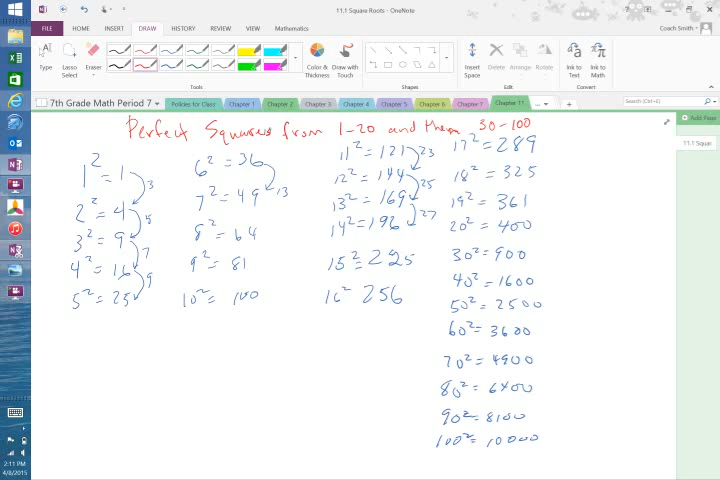 11.1 Square Roots - OneNote
FILE HOME INSERT DRAW HISTORY REVIEW VIEW Mathematics
Coach Smith
Type
Lasso Select
Eraser
Color & Thickness
Insert Space
Delete
Arrange
Rotate
Ink to Text
Ink to Math
Tools
Shapes
Edit
Convert
7th Grade Math Period 7
Policies for Class Chapter 1 Chapter 2 Chapter 3 Chapter 4 Chapter 5 Chapter 6 Chapter 7 Chapter 11
Search (Ctrl+E)
Add Page
11.1 Squar
Perfect Squares from 1-20 and then 30-100
1² = 1
3
2² = 4
5
3² = 9
7
4² = 16
9
5² = 25
6² = 36
13
7² = 49
8² = 64
9² = 81
10² = 100
11² = 121
23
12² = 144
25
13² = 169
27
14² = 196
15² = 225
16² 256
17² = 289
18² = 325
19² = 361
20² = 400
30² = 900
40² = 1600
50² = 2500
60² = 3600
70² = 4900
80² = 6400
90² = 8100
100² = 10000
2:11 PM
4/8/2015